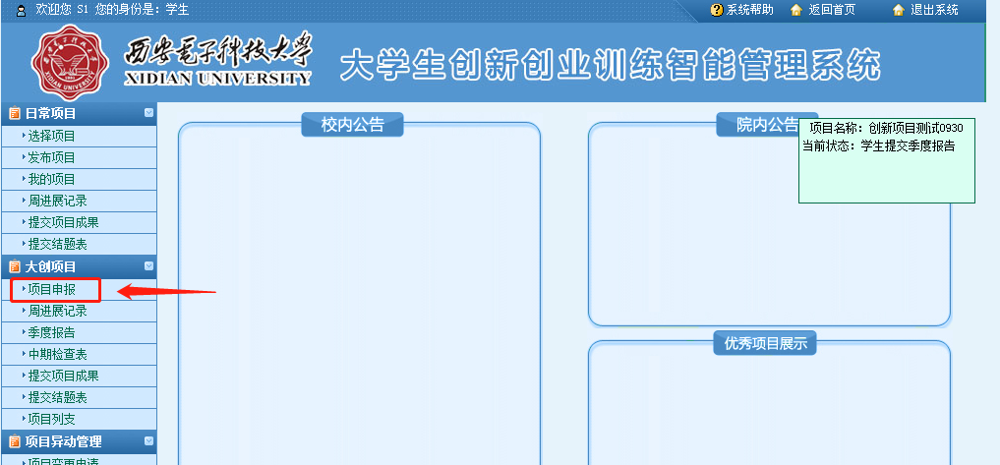 欢迎您 S1 您的身份是：学生
系统帮助
返回首页
退出系统
西安电子科技大学
XIDIAN UNIVERSITY
大学生创新创业训练智能管理系统
日常项目
选择项目
发布项目
我的项目
周进展记录
提交项目成果
提交结题表
大创项目
项目申报
周进展记录
季度报告
中期检查表
提交项目成果
提交结题表
项目列支
项目异动管理
项目变更申请
校内公告
院内公告
项目名称：创新项目测试0930
当前状态：学生提交季度报告
优秀项目展示